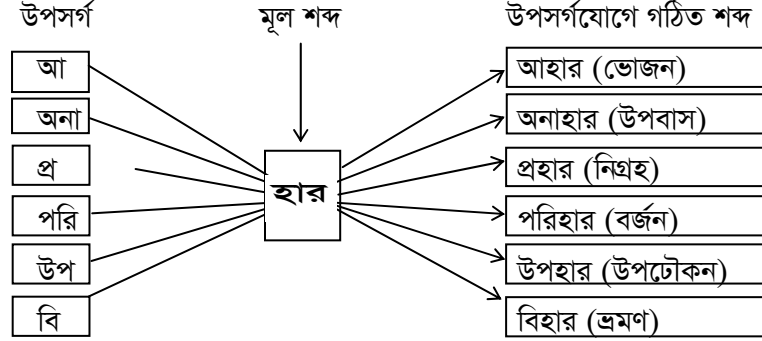 উপসর্গ মূল শব্দ উপসর্গযোগে গঠিত শব্দ
আ আহার (ভোজন)
অনা অনাহার (উপবাস)
প্র প্রহার (নিগ্রহ)
হার
পরি পরিহার (বর্জন)
উপ উপহার (উপঢৌকন)
বি বিহার (ভ্রমণ)